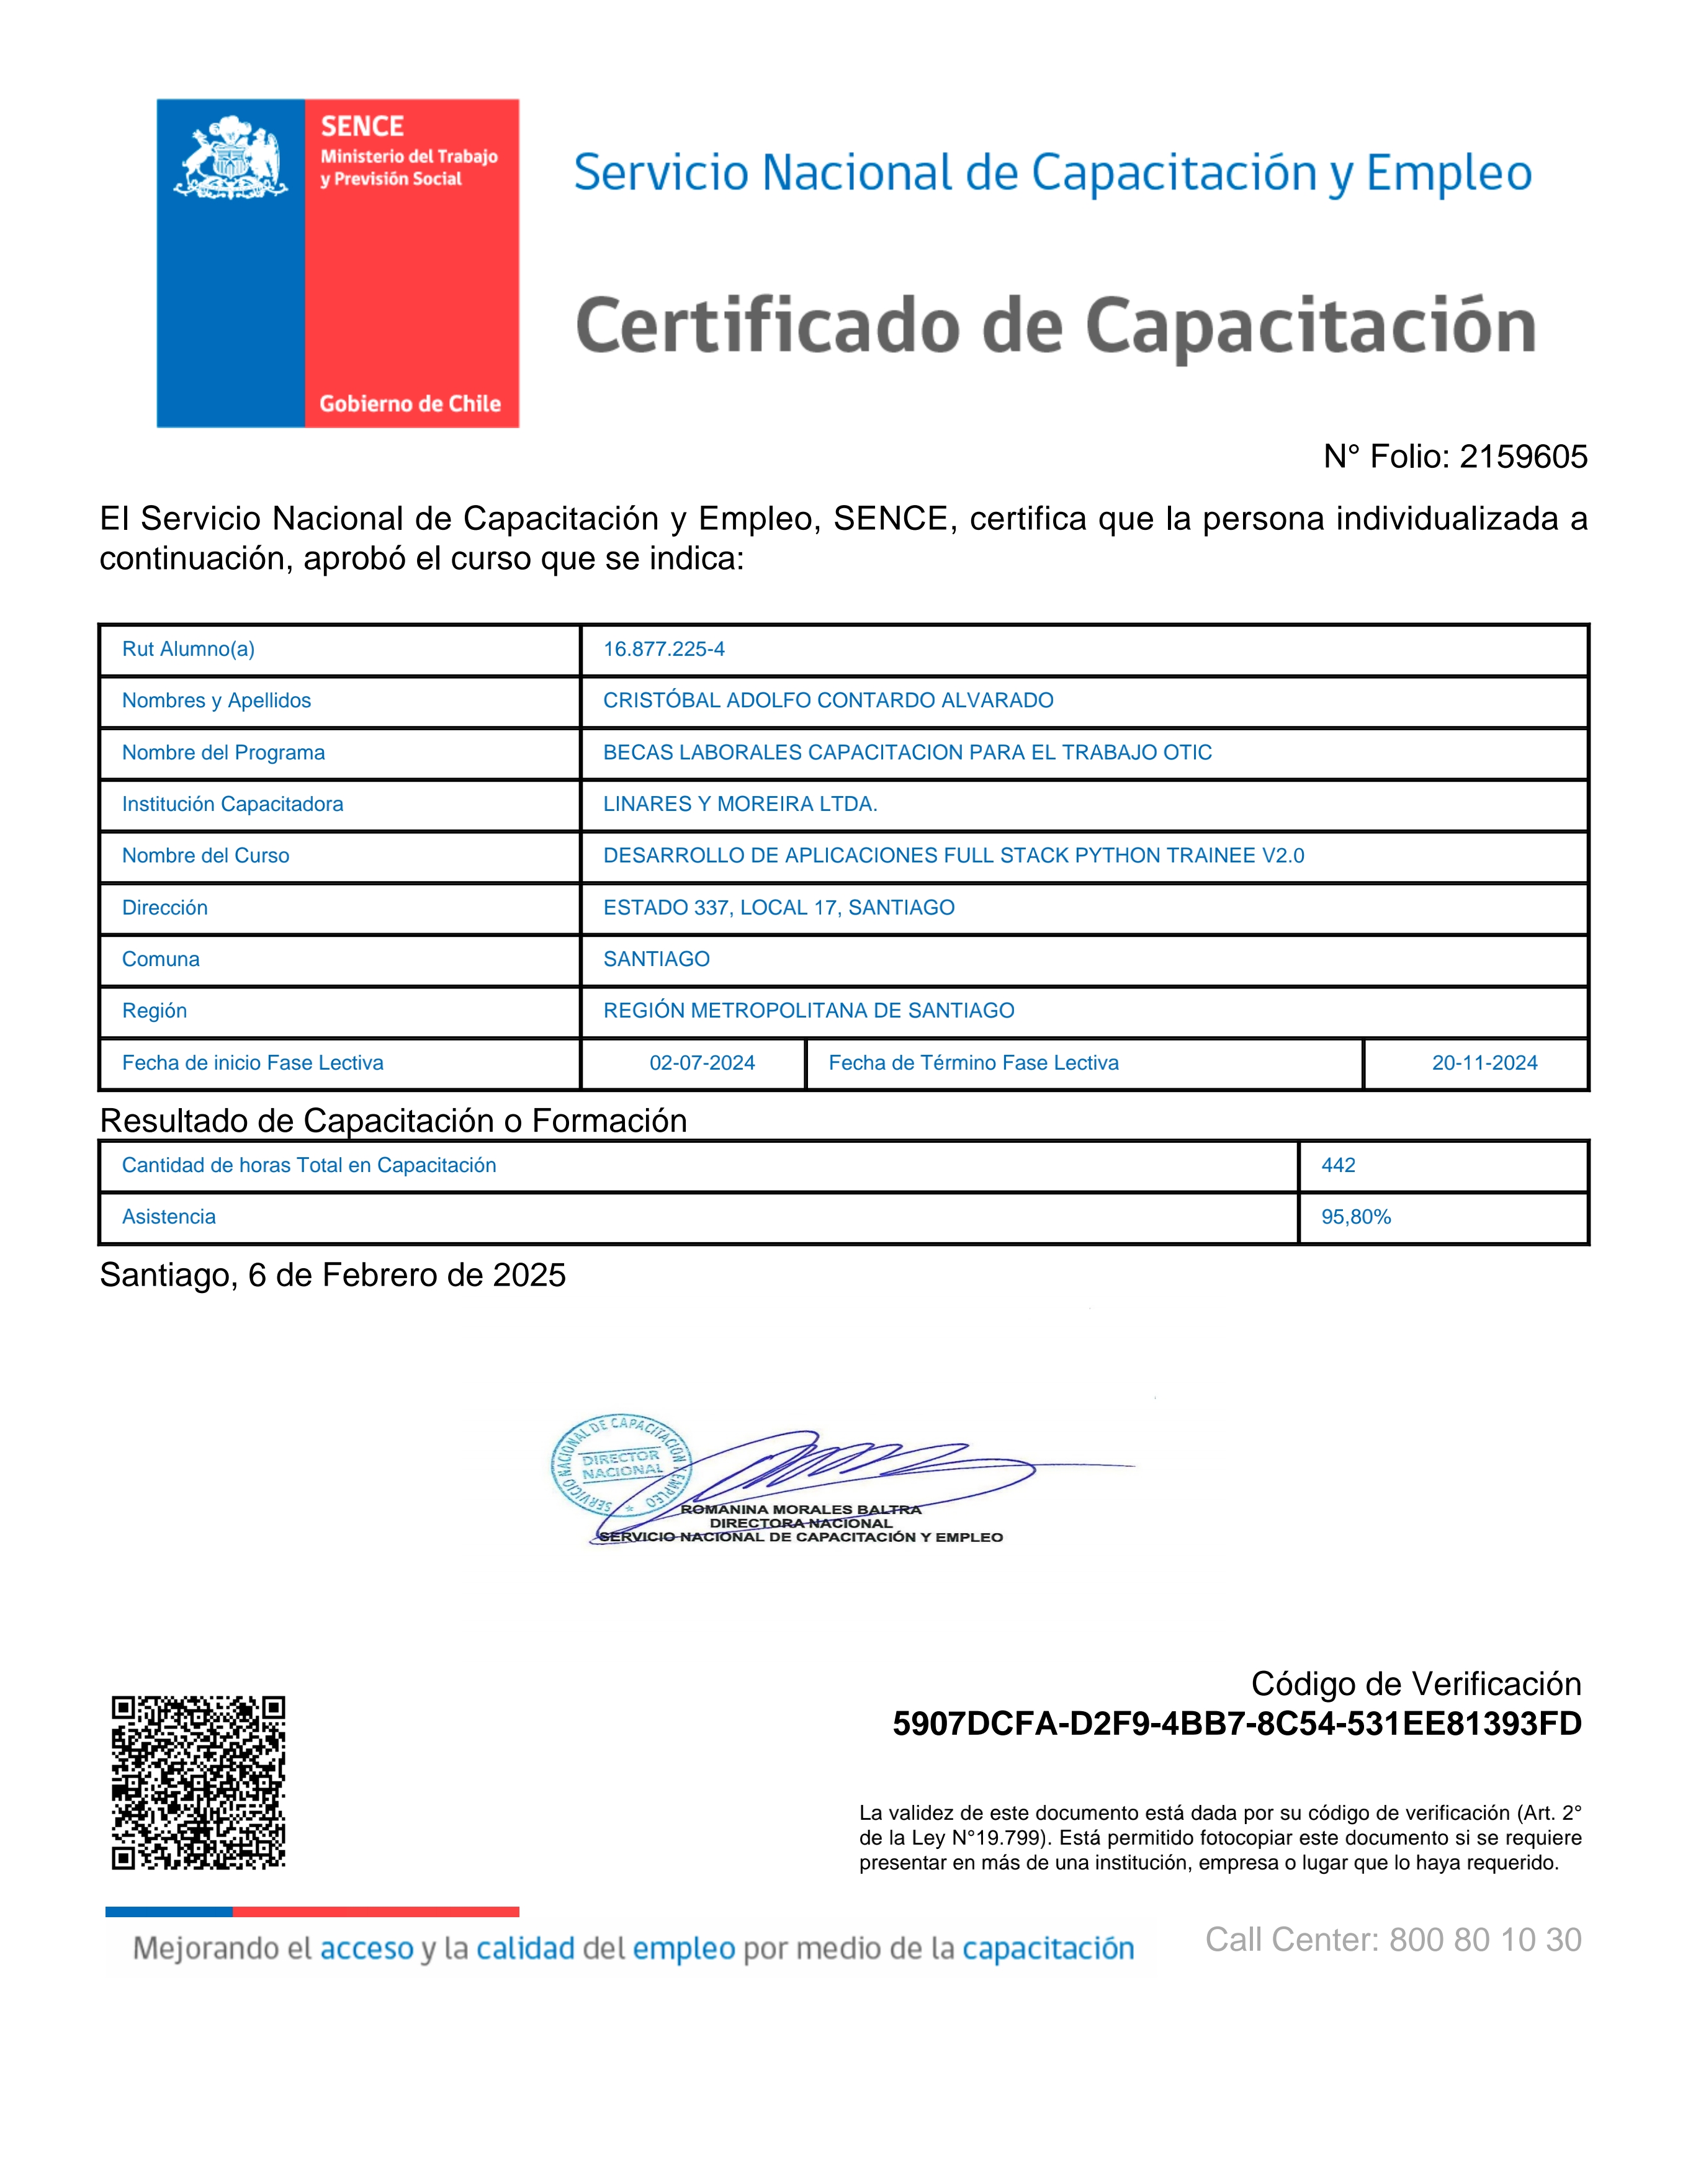 SENCE
Ministerio del Trabajo
y Previsión Social
Gobierno de Chile
Servicio Nacional de Capacitación y Empleo
Certificado de Capacitación
N° Folio: 2159605
El Servicio Nacional de Capacitación y Empleo, SENCE, certifica que la persona individualizada a
continuación, aprobó el curso que se indica:
Rut Alumno(a) 16.877.225-4
Nombres y Apellidos CRISTÓBAL ADOLFO CONTARDO ALVARADO
Nombre del Programa BECAS LABORALES CAPACITACION PARA EL TRABAJO OTIC
Institución Capacitadora LINARES Y MOREIRA LTDA.
Nombre del Curso DESARROLLO DE APLICACIONES FULL STACK PYTHON TRAINEE V2.0
Dirección ESTADO 337, LOCAL 17, SANTIAGO
Comuna SANTIAGO
Región REGIÓN METROPOLITANA DE SANTIAGO
Fecha de inicio Fase Lectiva 02-07-2024 Fecha de Término Fase Lectiva 20-11-2024
Resultado de Capacitación o Formación
Cantidad de horas Total en Capacitación 442
Asistencia 95,80%
Santiago, 6 de Febrero de 2025
SERVICIO NACIONAL DE CAPACITACION Y EMPLEO
DIRECTOR
NACIONAL
ROMANINA MORALES BALTRA
DIRECTORA NACIONAL
SERVICIO NACIONAL DE CAPACITACIÓN Y EMPLEO
Código de Verificación
5907DCFA-D2F9-4BB7-8C54-531EE81393FD
La validez de este documento está dada por su código de verificación (Art. 2°
de la Ley N°19.799). Está permitido fotocopiar este documento si se requiere
presentar en más de una institución, empresa o lugar que lo haya requerido.
Mejorando el acceso y la calidad del empleo por medio de la capacitación
Call Center: 800 80 10 30